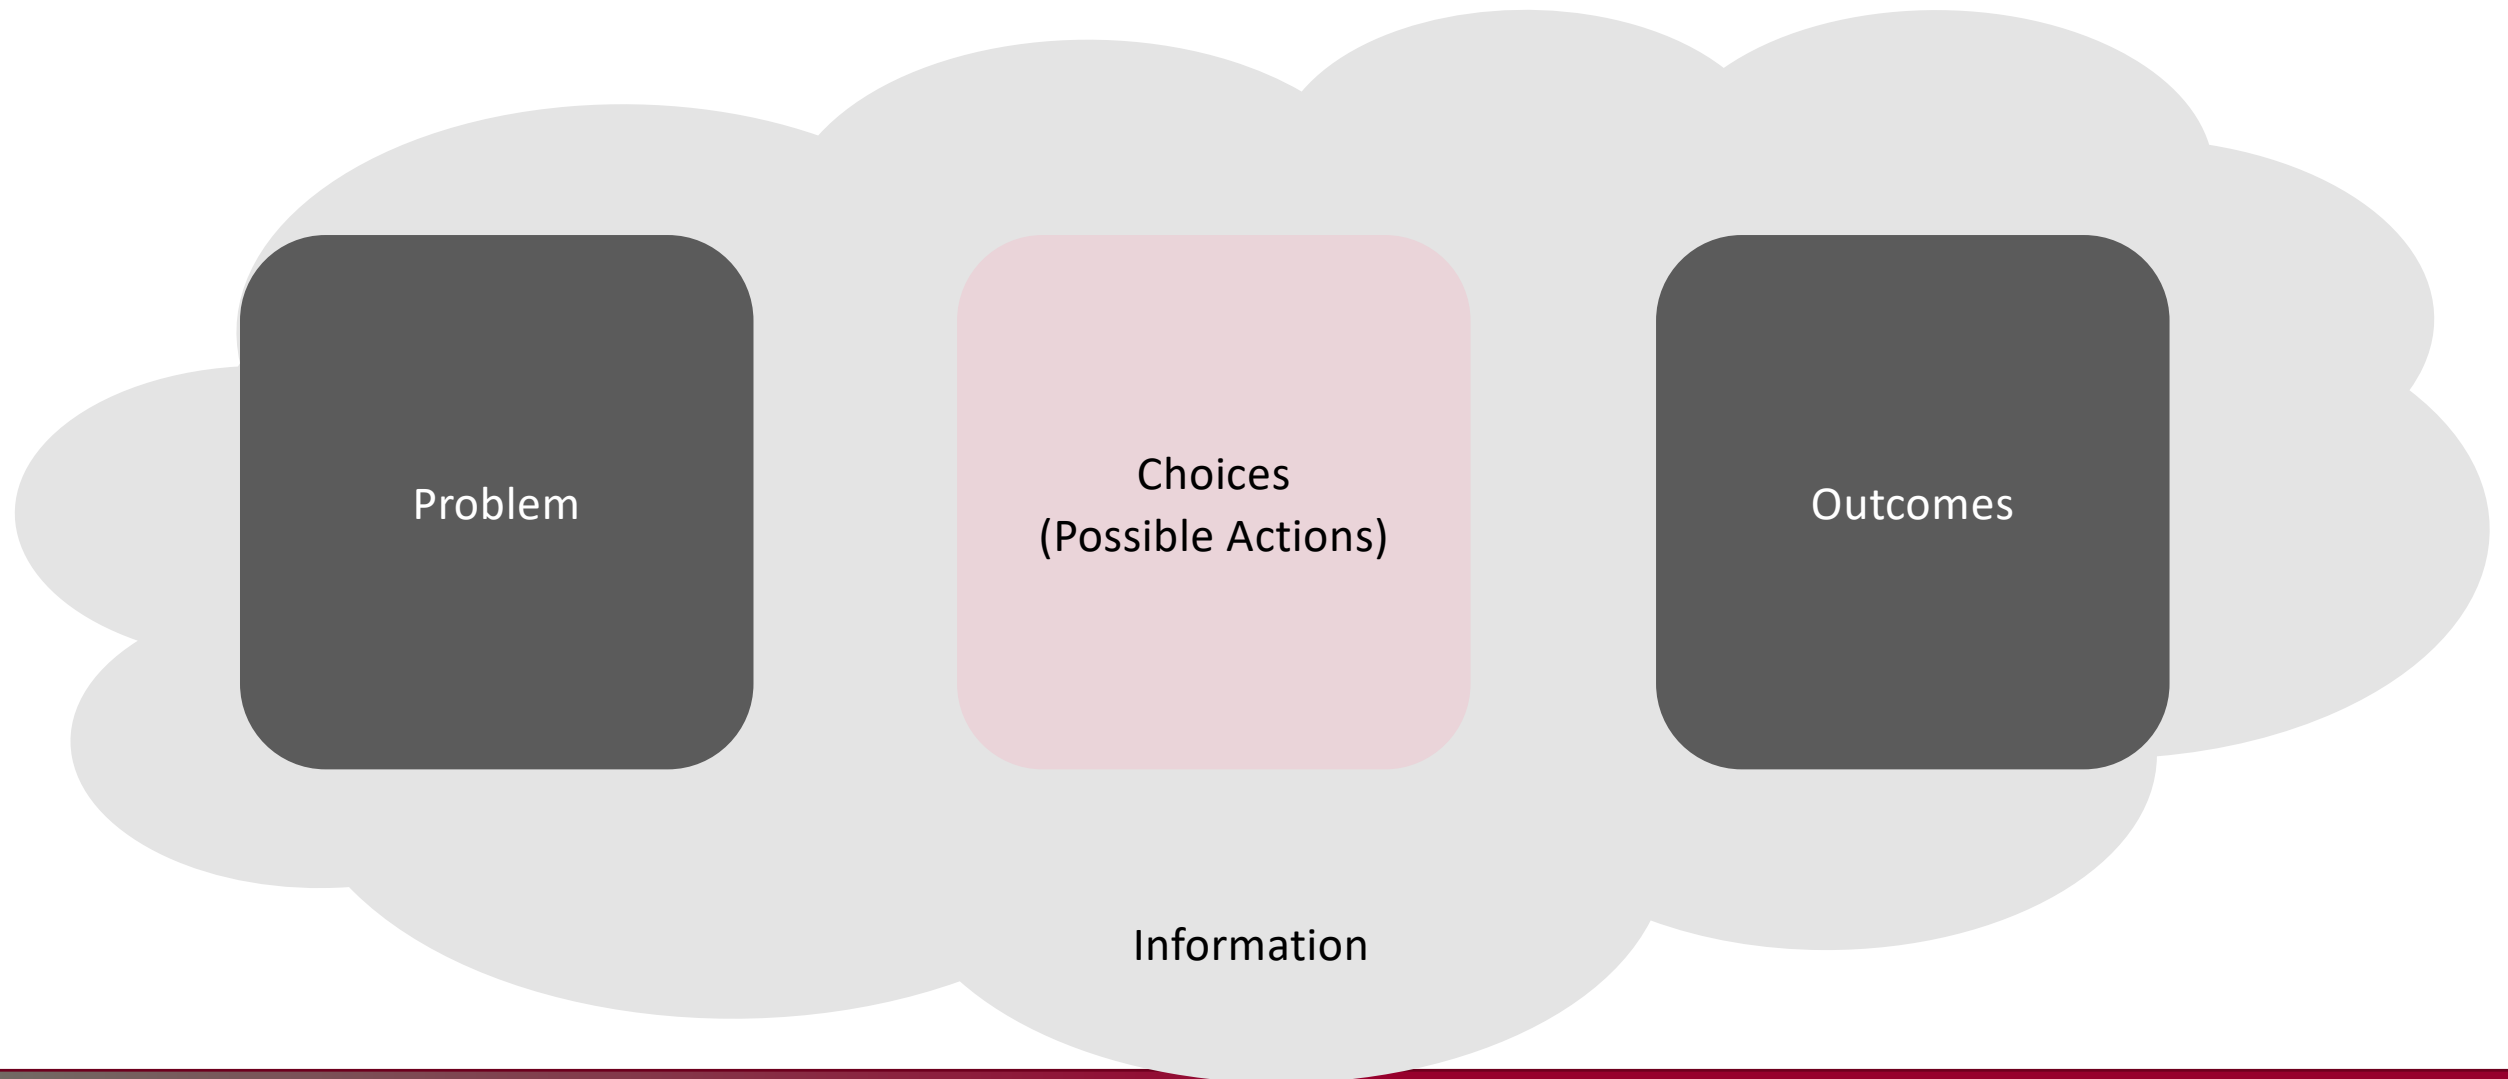 Problem
Choices
(Possible Actions)
Outcomes
Information